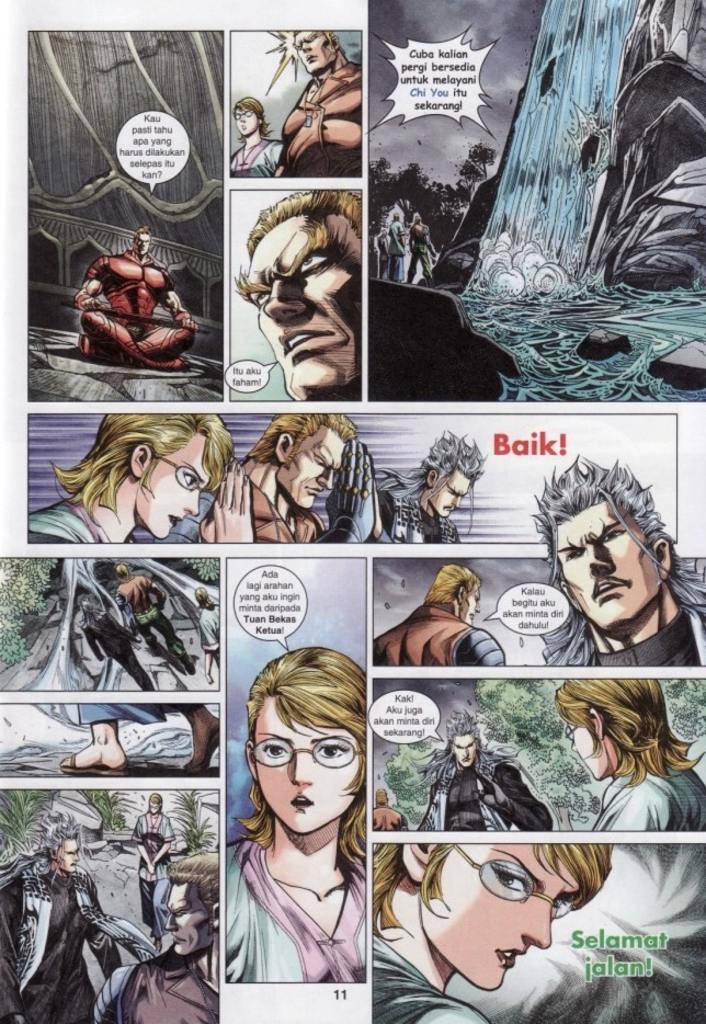 Kau
pasti tahu
apa yang
harus dilakukan
selepas itu
kan?
Itu aku
faham!
Cuba kalian
pergi bersedia
untuk melayani
Chi You itu
sekarang!
Baik!
Ada
lagi arahan
yang aku ingin
minta daripada
Tuan Bekas
Ketua!
Kalau
begitu aku
akan minta diri
dahulu!
Kak!
Aku juga
akan minta diri
sekarang!
Selamat
jalan!
11